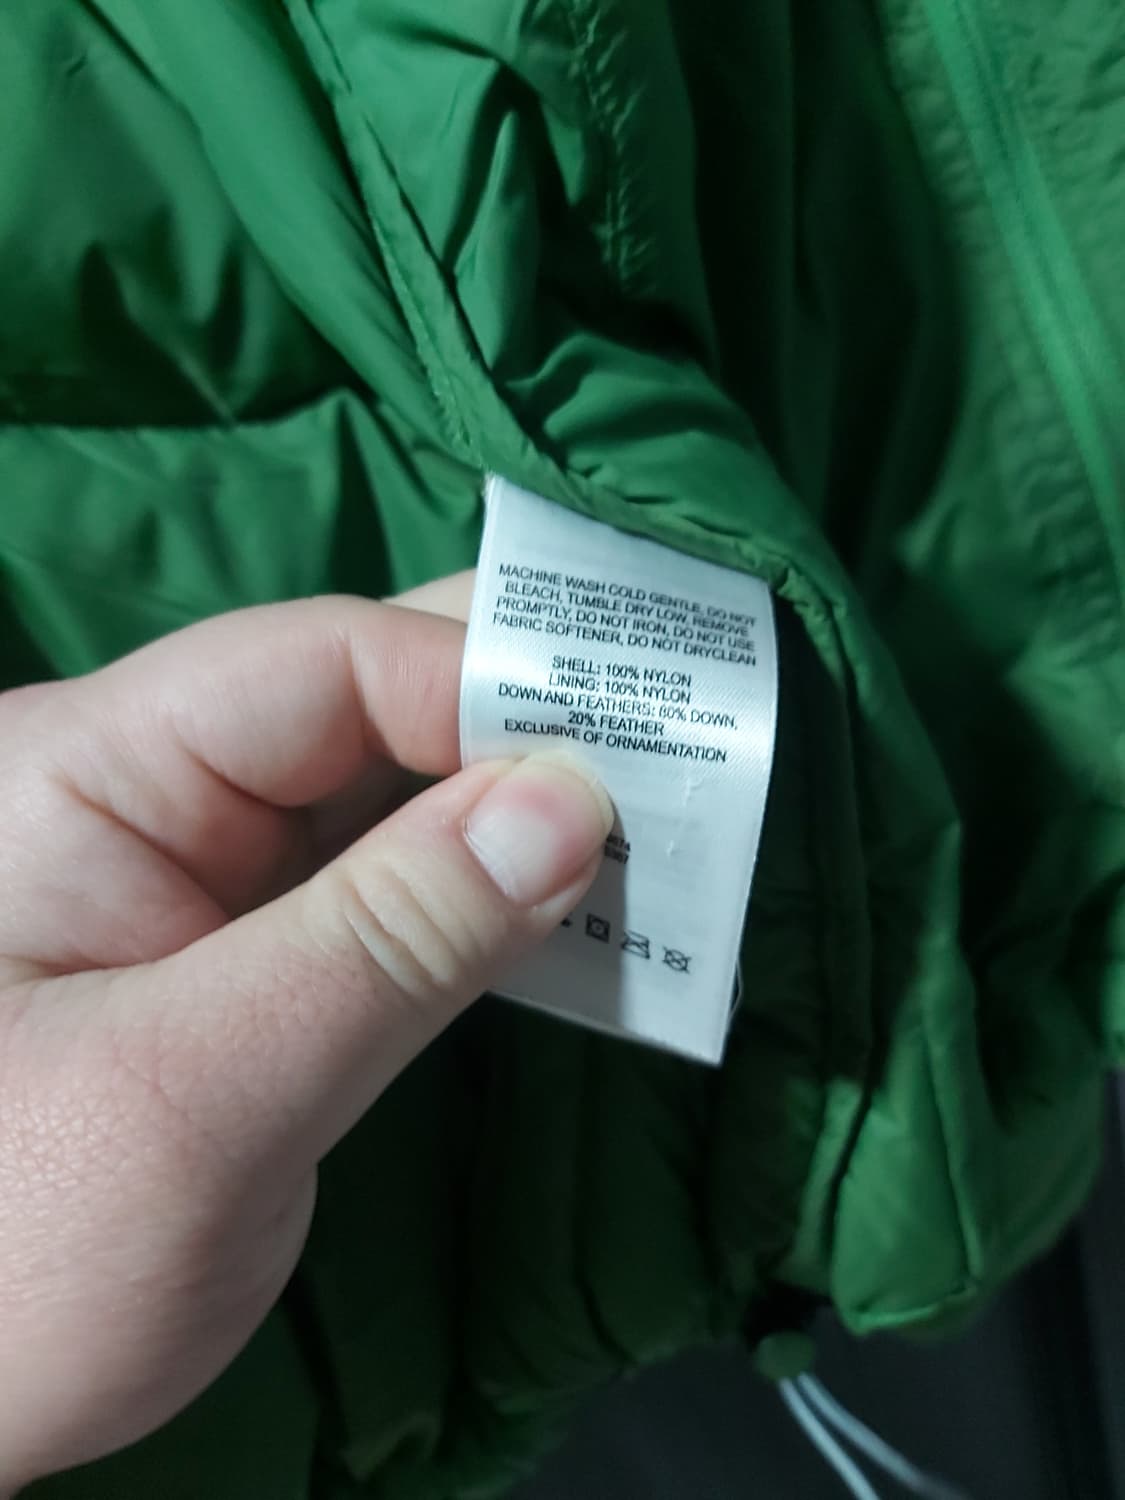 MACHINE WASH COLD GENTLE, DO NOT
BLEACH, TUMBLE DRY LOW, REMOVE
PROMPTLY, DO NOT IRON, DO NOT USE
FABRIC SOFTENER, DO NOT DRYCLEAN
SHELL: 100% NYLON
LINING: 100% NYLON
DOWN AND FEATHERS: 80% DOWN,
20% FEATHER
EXCLUSIVE OF ORNAMENTATION